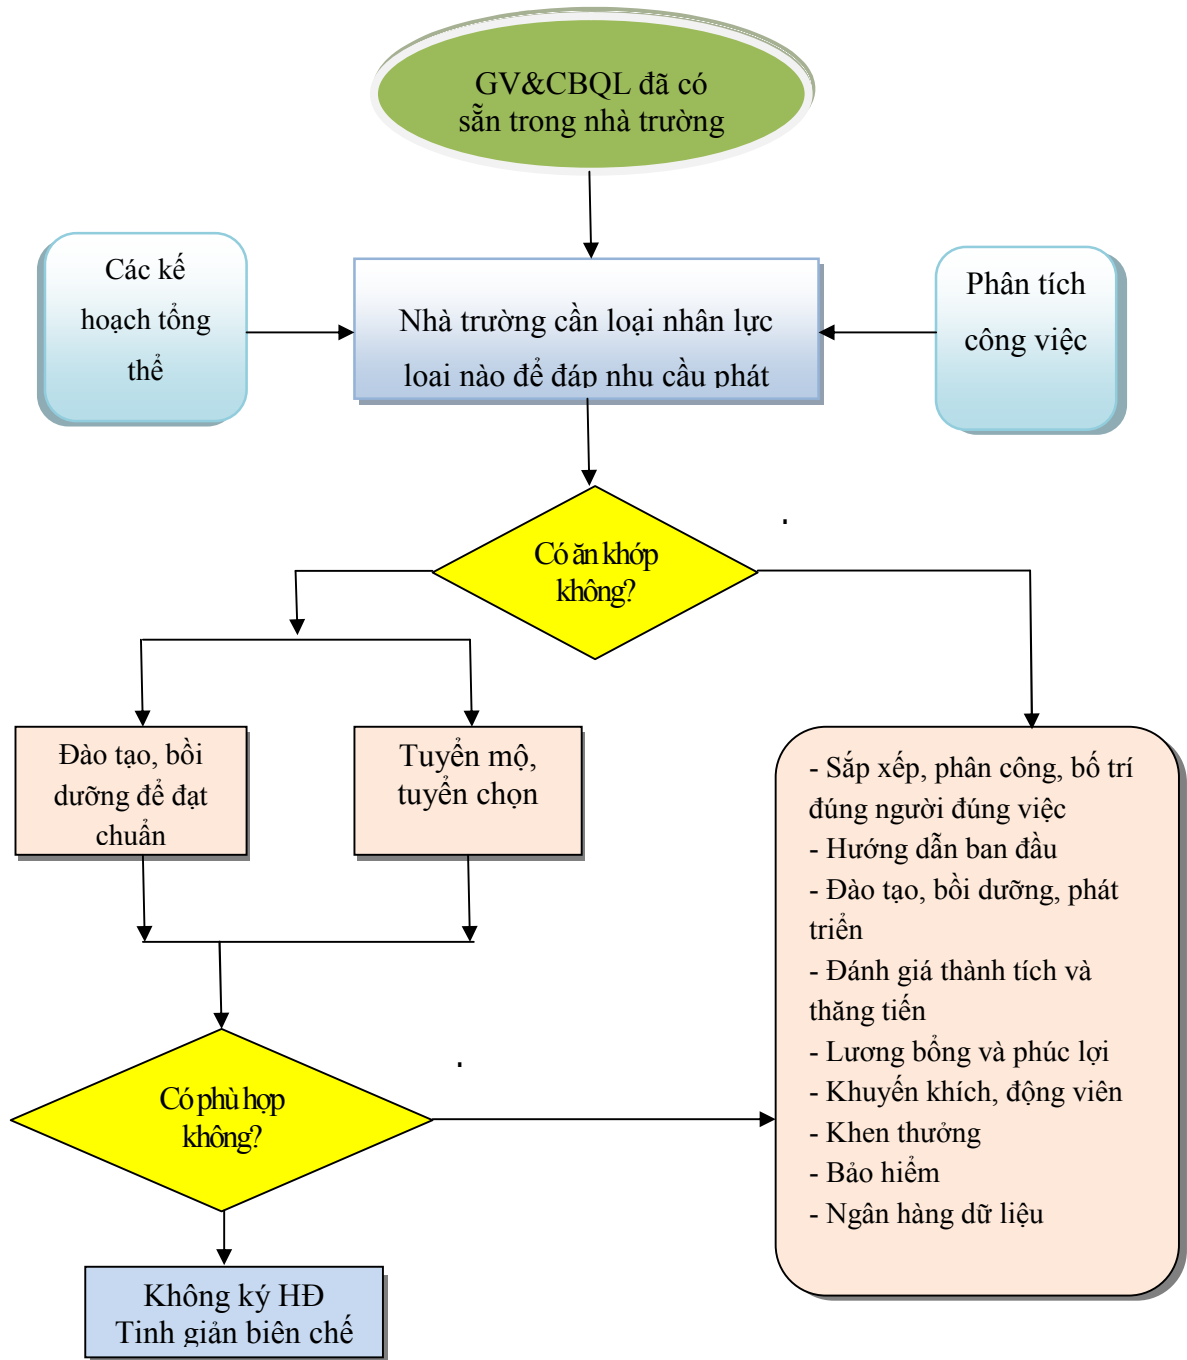 GV&CBQL đã có
sẵn trong nhà trường
Các kế
hoạch tổng
thể
Nhà trường cần loại nhân lực
loại nào để đáp nhu cầu phát
Phân tích
công việc
Có ăn khớp
không?
Đào tạo, bồi
dưỡng để đạt
chuẩn
Tuyển mộ,
tuyển chọn
- Sắp xếp, phân công, bố trí
đúng người đúng việc
- Hướng dẫn ban đầu
- Đào tạo, bồi dưỡng, phát
triển
- Đánh giá thành tích và
thăng tiến
- Lương bổng và phúc lợi
- Khuyến khích, động viên
- Khen thưởng
- Bảo hiểm
- Ngân hàng dữ liệu
Có phù hợp
không?
Không ký HĐ
Tinh giản biên chế